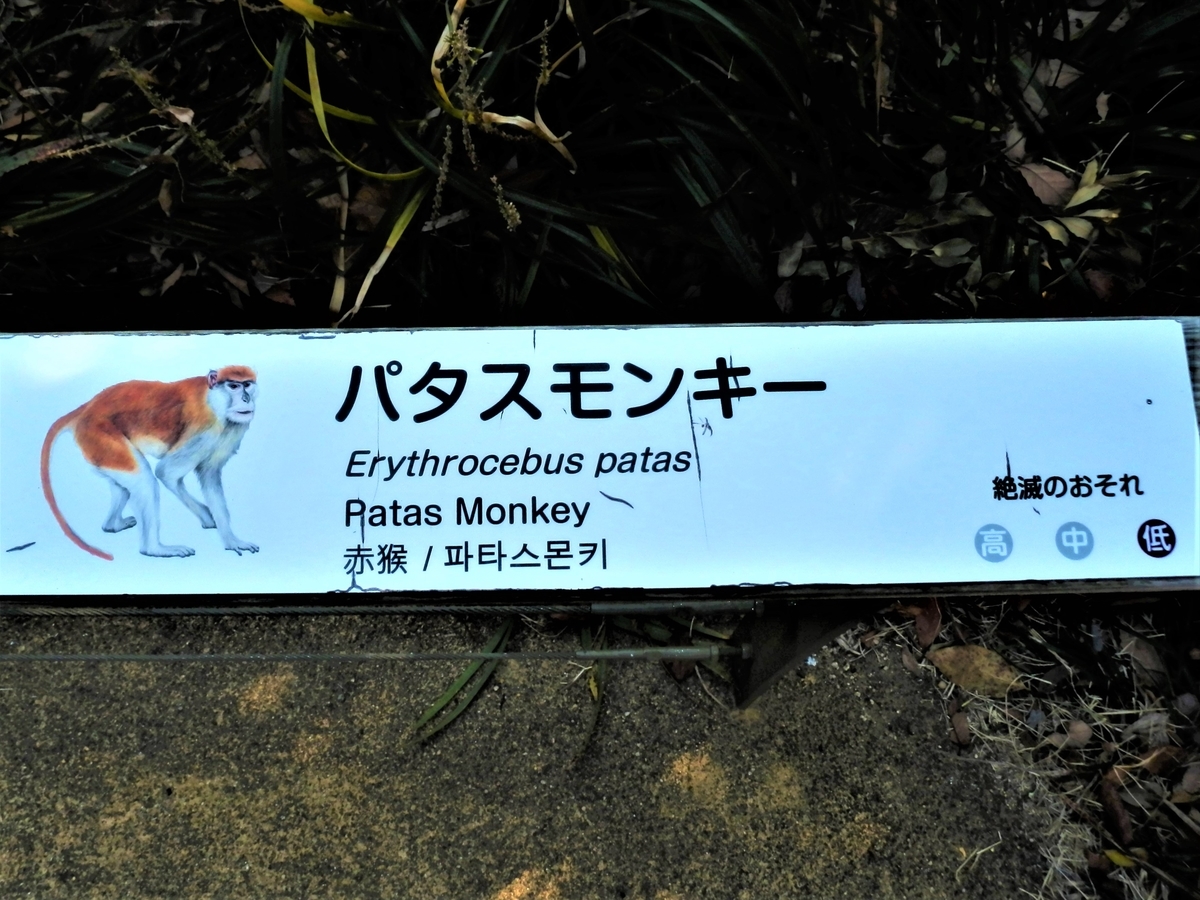 パタスモンキー
Erythrocebus patas
Patas Monkey
赤猴 / 파타스몬키
絶滅のおそれ
高 中 低